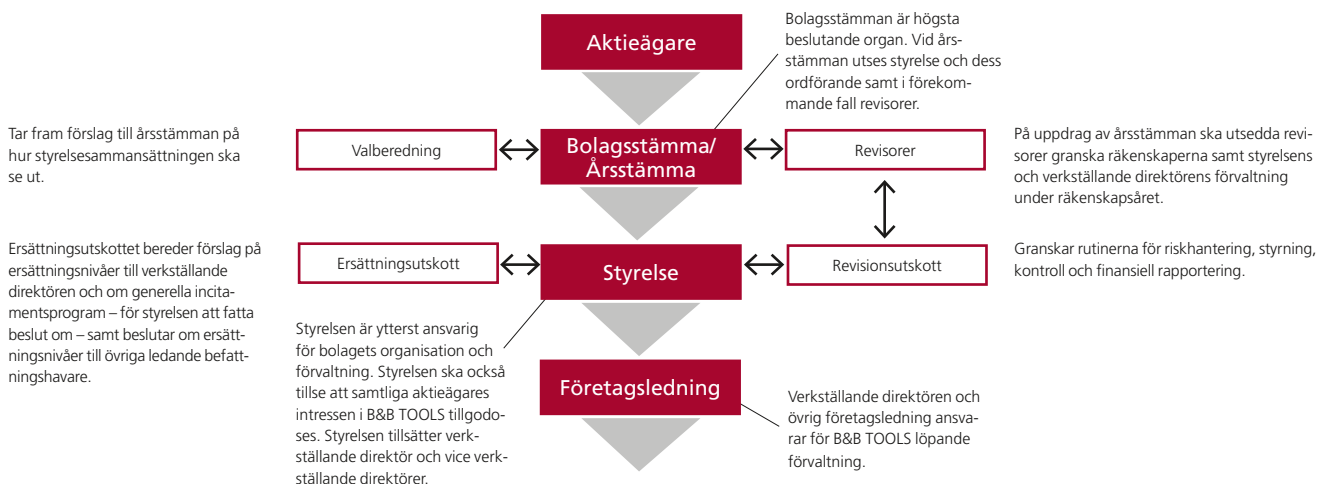 Aktieägare
Bolagsstämman är högsta
beslutande organ. Vid års-
stämman utses styrelse och dess
ordförande samt i förekom-
mande fall revisorer.
Tar fram förslag till årsstämman på
hur styrelsesammansättningen ska
se ut.
Valberedning
Bolagsstämma/
Årsstämma
Revisorer
På uppdrag av årsstämman ska utsedda revi-
sorer granska räkenskaperna samt styrelsens
och verkställande direktörens förvaltning
under räkenskapsåret.
Ersättningsutskottet bereder förslag på
ersättningsnivåer till verkställande
direktören och om generella incita-
mentsprogram – för styrelsen att fatta
beslut om – samt beslutar om ersätt-
ningsnivåer till övriga ledande befatt-
ningshavare.
Ersättningsutskott
Styrelse
Revisionsutskott
Granskar rutinerna för riskhantering, styrning,
kontroll och finansiell rapportering.
Styrelsen är ytterst ansvarig
för bolagets organisation och
förvaltning. Styrelsen ska också
tillse att samtliga aktieägares
intressen i B&B TOOLS tillgodo-
ses. Styrelsen tillsätter verk-
ställande direktör och vice verk-
ställande direktörer.
Företagsledning
Verkställande direktören och
övrig företagsledning ansva-
rar för B&B TOOLS löpande
förvaltning.